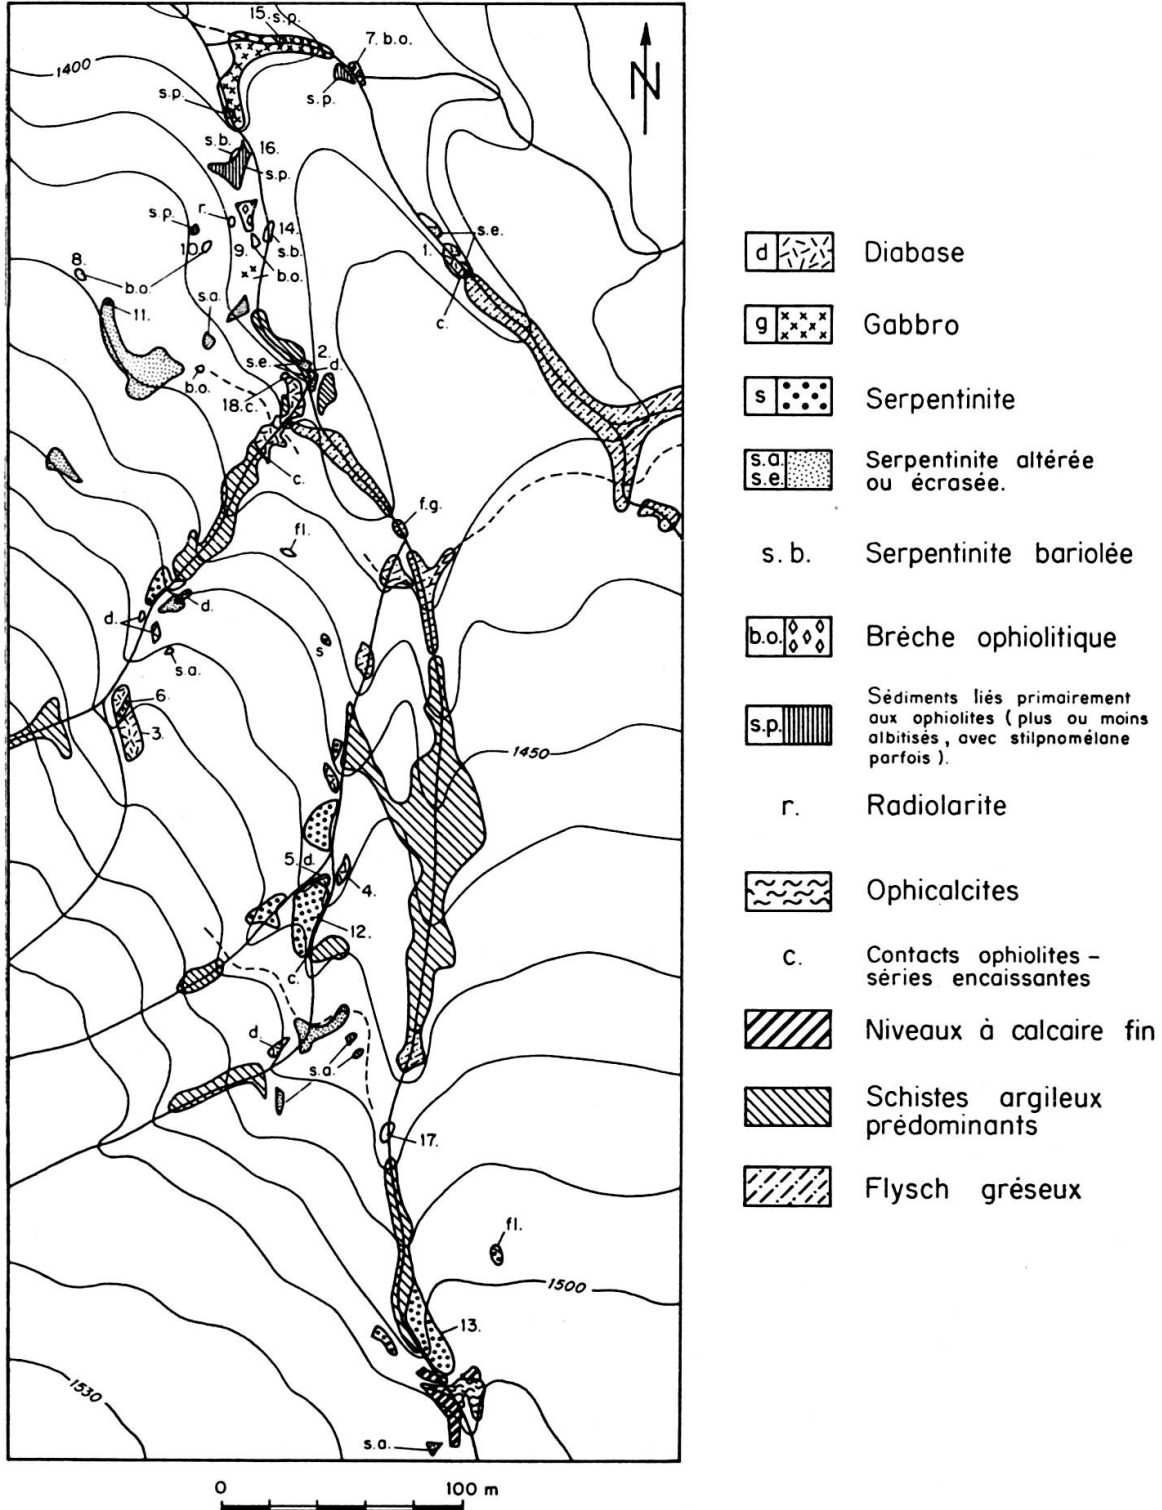 15. s.p.
7. b.o.
N
1400
s.p.
s.p.
s.b.
16.
s.p.
r.
s.p.
14.
s.e.
10.
9.
s.b.
1.
8.
b.o.
b.o.
11.
s.a.
c.
s.e.
2.
d.
b.o.
18.c.
c.
f.g.
fl.
d.
d.
s
s.a.
6.
3.
1450
5. d.
4.
12.
c.
d
s.a.
17.
fl.
1500
13.
1530
s.a.
0 100 m
d Diabase
g Gabbro
s Serpentinite
s.a. Serpentinite altérée
s.e. ou écrasée.
s.b. Serpentinite bariolée
b.o. Brèche ophiolitique
Sédiments liés primairement
s.p. aux ophiolites (plus ou moins
albitisés, avec stilpnomélane
parfois).
r. Radiolarite
Ophicalcites
c. Contacts ophiolites –
séries encaissantes
Niveaux à calcaire fin
Schistes argileux
prédominants
Flysch gréseux